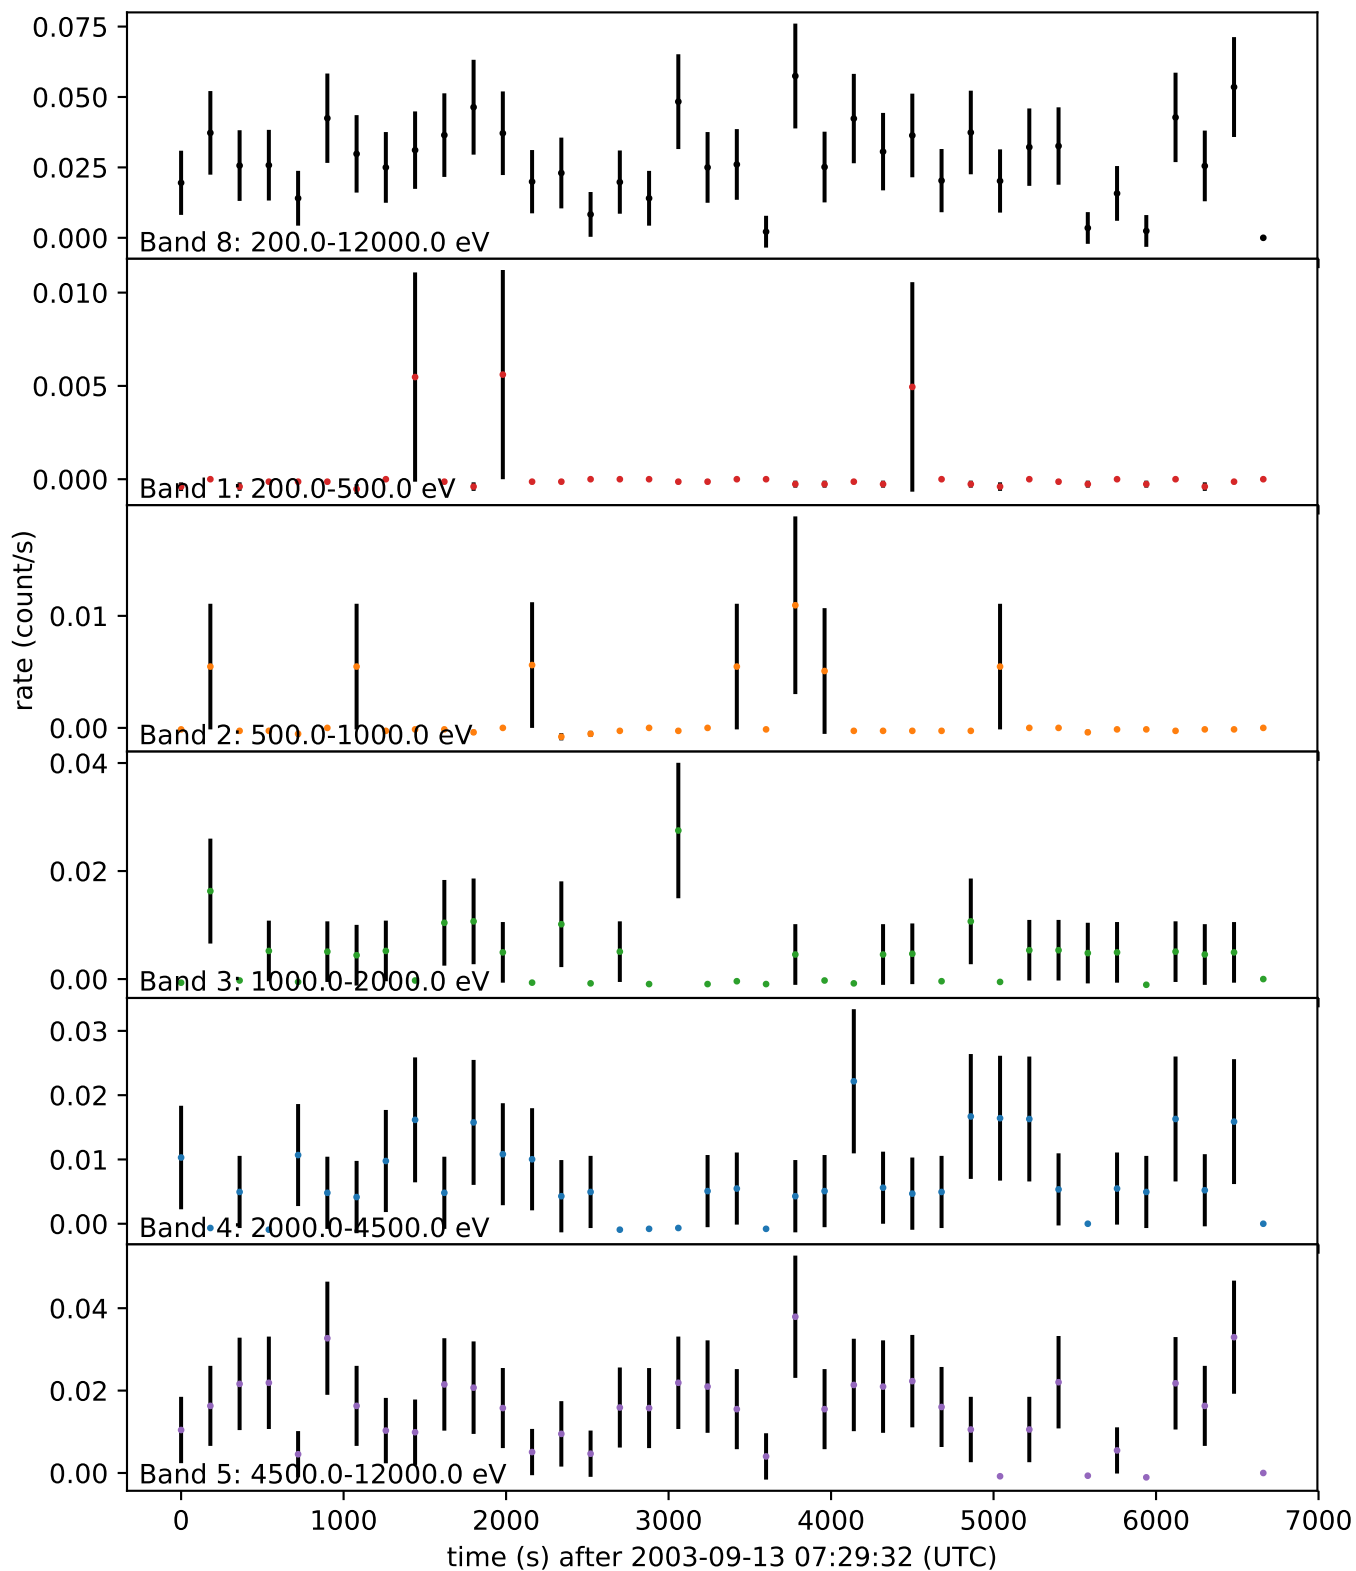 0.075
0.050
0.025
0.000
Band 8: 200.0-12000.0 eV
0.010
0.005
0.000
Band 1: 200.0-500.0 eV
rate (count/s)
0.01
0.00
Band 2: 500.0-1000.0 eV
0.04
0.02
0.00
Band 3: 1000.0-2000.0 eV
0.03
0.02
0.01
0.00
Band 4: 2000.0-4500.0 eV
0.04
0.02
0.00
Band 5: 4500.0-12000.0 eV
0 1000 2000 3000 4000 5000 6000 7000
time (s) after 2003-09-13 07:29:32 (UTC)